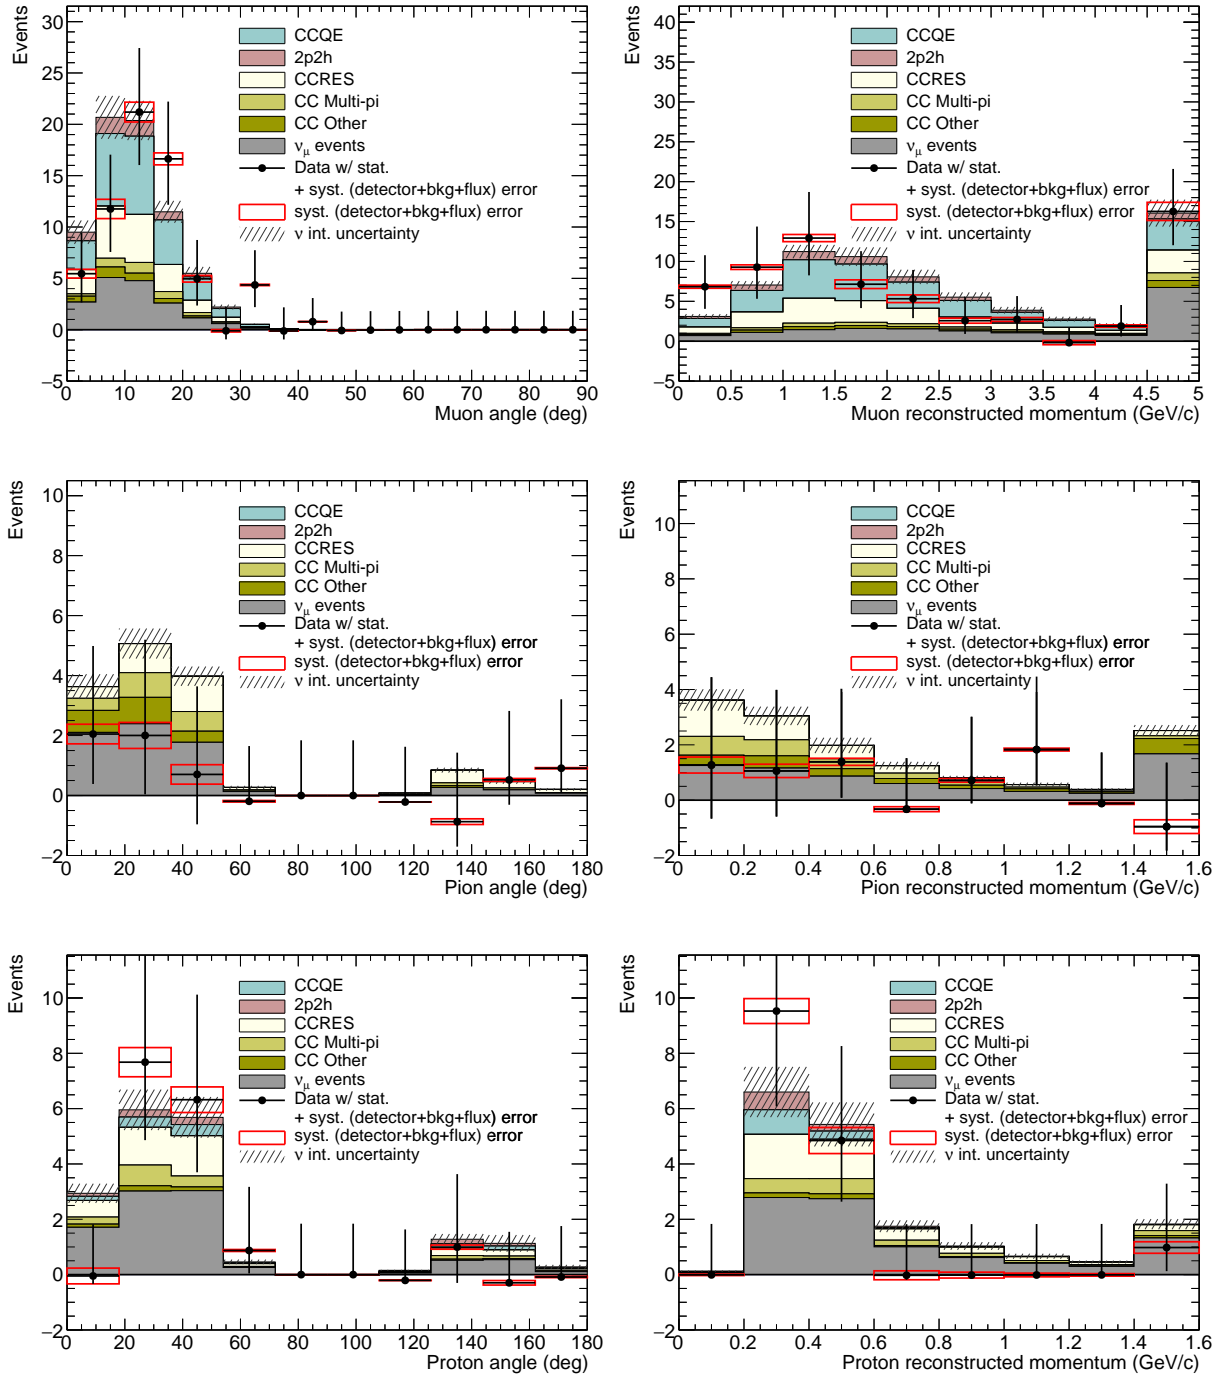 Events
30
25
20
15
10
5
0
−5
0 10 20 30 40 50 60 70 80 90
Muon angle (deg)
CCQE
2p2h
CCRES
CC Multi-pi
CC Other
νμ events
Data w/ stat.
+ syst. (detector+bkg+flux) error
syst. (detector+bkg+flux) error
ν int. uncertainty
Events
40
35
30
25
20
15
10
5
0
−5
0 0.5 1 1.5 2 2.5 3 3.5 4 4.5 5
Muon reconstructed momentum (GeV/c)
CCQE
2p2h
CCRES
CC Multi-pi
CC Other
νμ events
Data w/ stat.
+ syst. (detector+bkg+flux) error
syst. (detector+bkg+flux) error
ν int. uncertainty
Events
10
8
6
4
2
0
−2
0 20 40 60 80 100 120 140 160 180
Pion angle (deg)
CCQE
2p2h
CCRES
CC Multi-pi
CC Other
νμ events
Data w/ stat.
+ syst. (detector+bkg+flux) error
syst. (detector+bkg+flux) error
ν int. uncertainty
Events
10
8
6
4
2
0
−2
0 0.2 0.4 0.6 0.8 1 1.2 1.4 1.6
Pion reconstructed momentum (GeV/c)
CCQE
2p2h
CCRES
CC Multi-pi
CC Other
νμ events
Data w/ stat.
+ syst. (detector+bkg+flux) error
syst. (detector+bkg+flux) error
ν int. uncertainty
Events
10
8
6
4
2
0
−2
0 20 40 60 80 100 120 140 160 180
Proton angle (deg)
CCQE
2p2h
CCRES
CC Multi-pi
CC Other
νμ events
Data w/ stat.
+ syst. (detector+bkg+flux) error
syst. (detector+bkg+flux) error
ν int. uncertainty
Events
10
8
6
4
2
0
−2
0 0.2 0.4 0.6 0.8 1 1.2 1.4 1.6
Proton reconstructed momentum (GeV/c)
CCQE
2p2h
CCRES
CC Multi-pi
CC Other
νμ events
Data w/ stat.
+ syst. (detector+bkg+flux) error
syst. (detector+bkg+flux) error
ν int. uncertainty